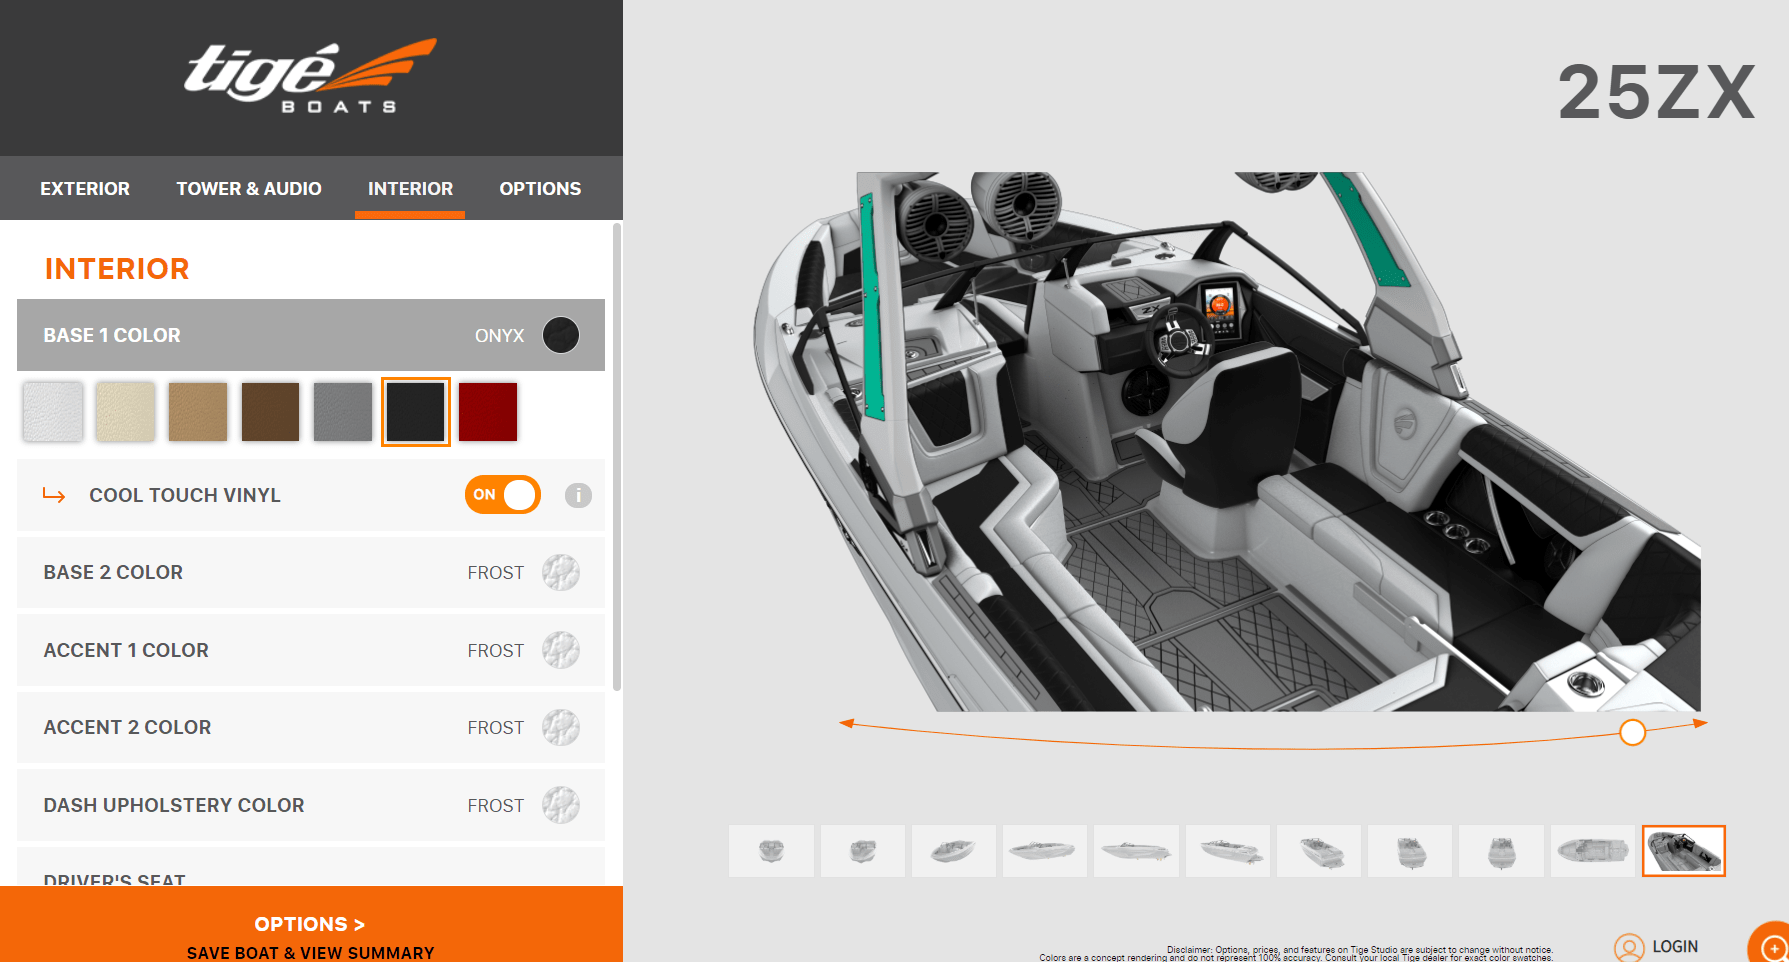 tigé
BOATS
25ZX
EXTERIOR
TOWER & AUDIO
INTERIOR
OPTIONS
INTERIOR
BASE 1 COLOR
ONYX
COOL TOUCH VINYL
ON
i
BASE 2 COLOR
FROST
ACCENT 1 COLOR
FROST
ACCENT 2 COLOR
FROST
DASH UPHOLSTERY COLOR
FROST
DRIVER'S SEAT
OPTIONS >
SAVE BOAT & VIEW SUMMARY
ZX
Disclaimer: Options, prices, and features on Tige Studio are subject to change without notice.
Colors are a concept rendering and do not represent 100% accuracy. Consult your local Tige dealer for exact color swatches.
LOGIN